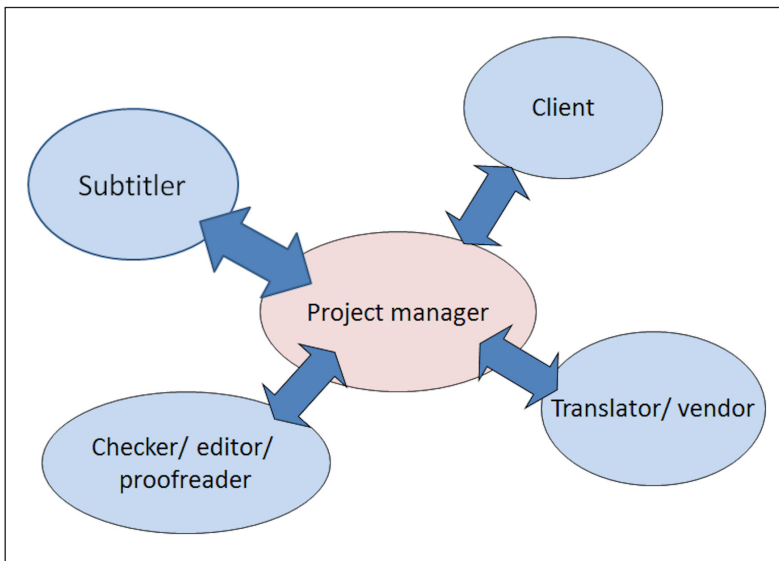 Client
Subtitler
Project manager
Translator/ vendor
Checker/ editor/
proofreader